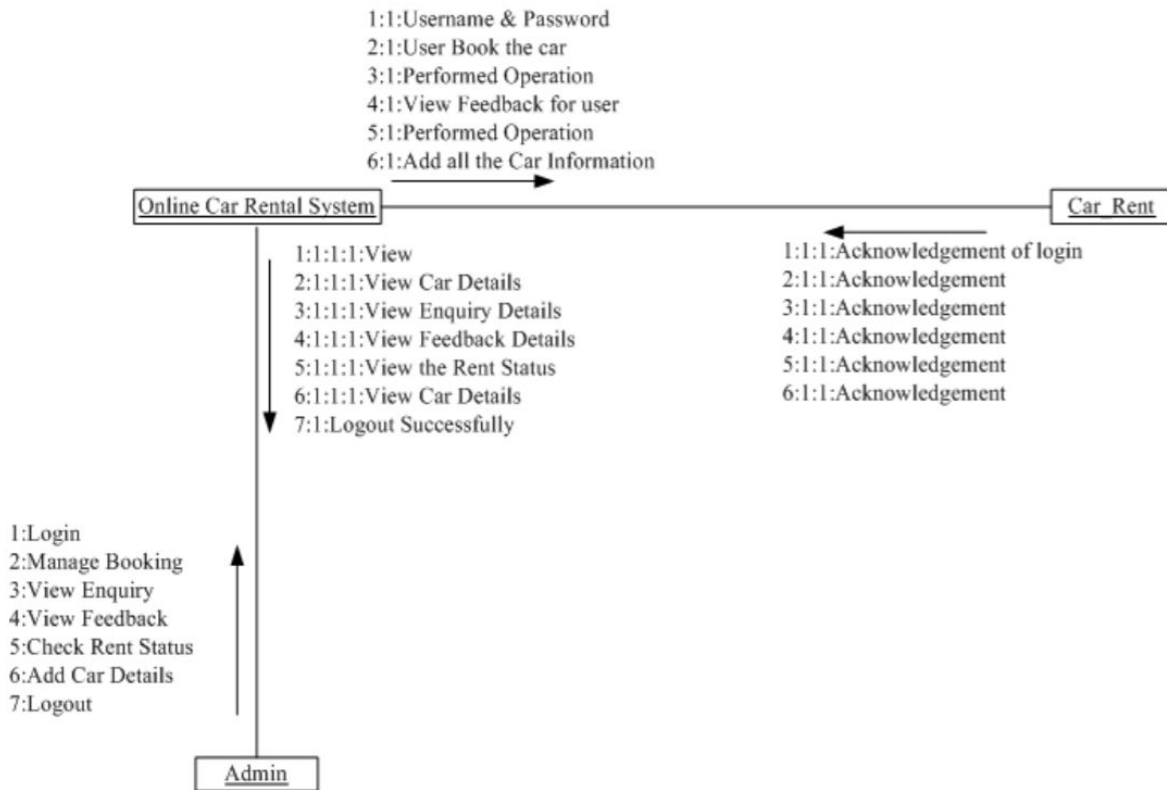 1:1:Username & Password
2:1:User Book the car
3:1:Performed Operation
4:1:View Feedback for user
5:1:Performed Operation
6:1:Add all the Car Information
Online Car Rental System
Car_Rent
1:1:1:1:View
2:1:1:1:View Car Details
3:1:1:1:View Enquiry Details
4:1:1:1:View Feedback Details
5:1:1:1:View the Rent Status
6:1:1:1:View Car Details
7:1:Logout Successfully
1:1:1:Acknowledgement of login
2:1:1:Acknowledgement
3:1:1:Acknowledgement
4:1:1:Acknowledgement
5:1:1:Acknowledgement
6:1:1:Acknowledgement
1:Login
2:Manage Booking
3:View Enquiry
4:View Feedback
5:Check Rent Status
6:Add Car Details
7:Logout
Admin